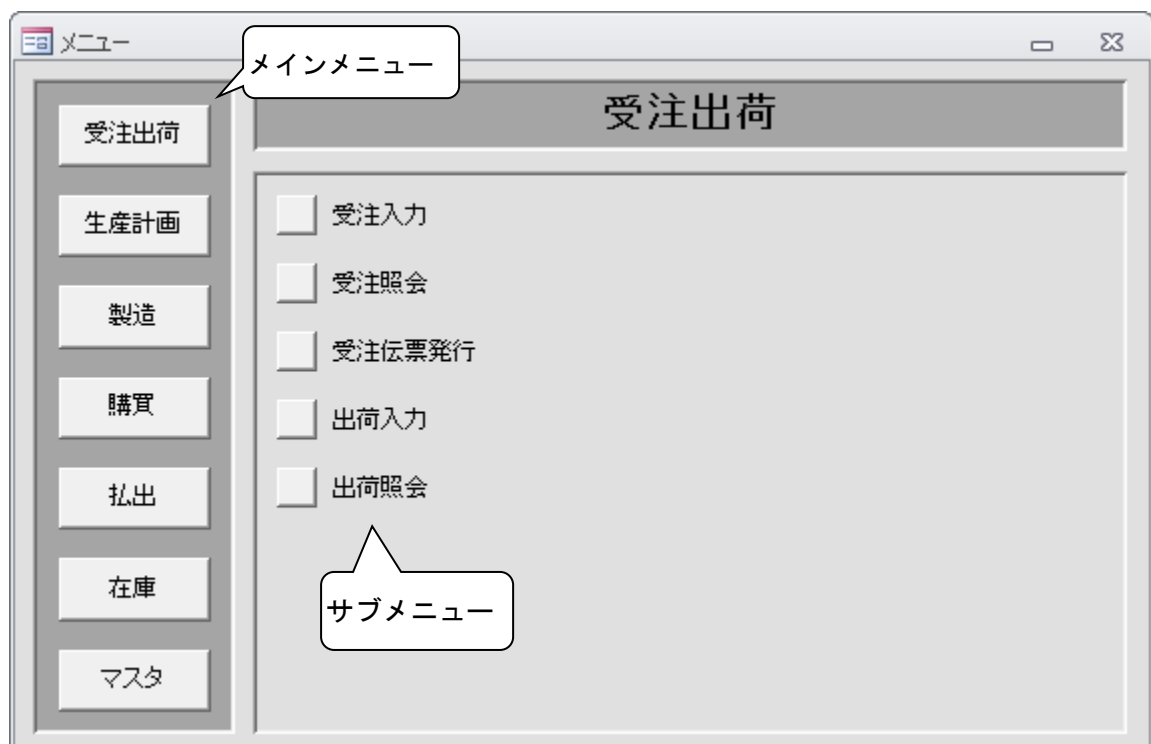 メニュー
メインメニュー
受注出荷
生産計画
製造
購買
払出
在庫
マスタ
受注出荷
受注入力
受注照会
受注伝票発行
出荷入力
出荷照会
サブメニュー